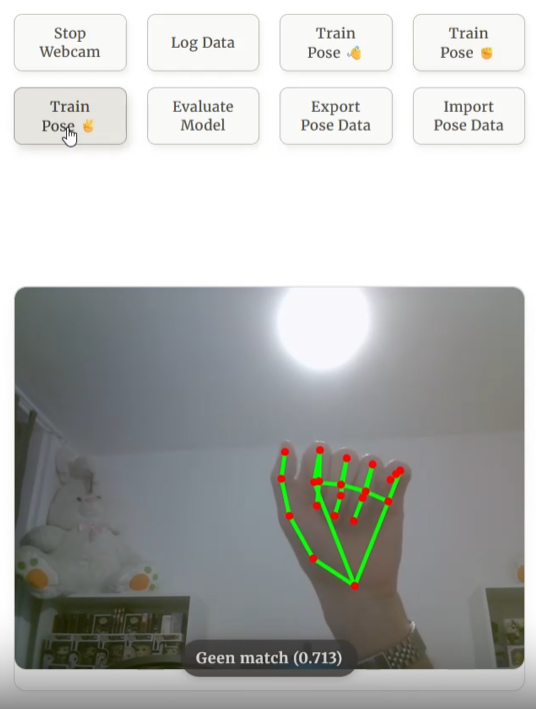 Stop
Webcam
Log Data
Train
Pose 👋
Train
Pose ✊
Train
Pose ✌️
Evaluate
Model
Export
Pose Data
Import
Pose Data
Geen match (0.713)